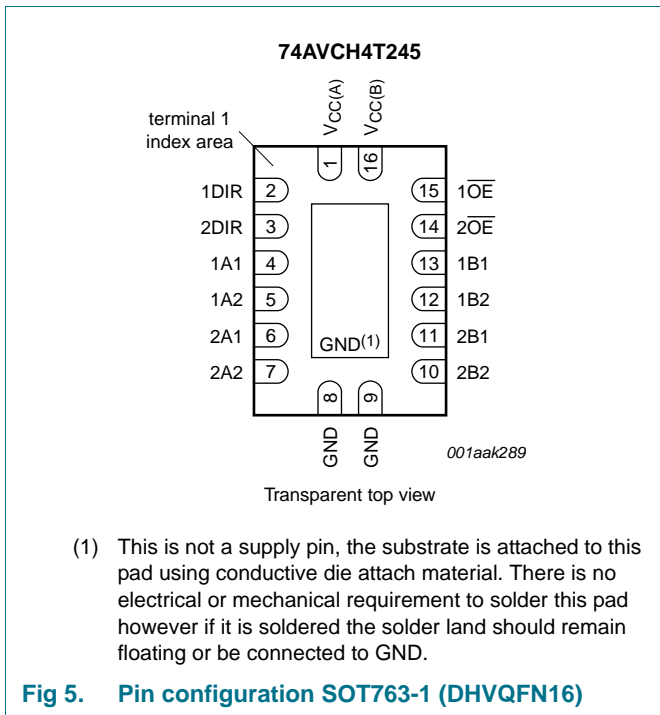 74AVCH4T245
terminal 1
index area
VCC(A)
VCC(B)
1
16
1DIR 2
15 1OE
2DIR 3
14 2OE
1A1 4
13 1B1
1A2 5
12 1B2
2A1 6
11 2B1
GND(1)
2A2 7
10 2B2
8
9
GND
GND
001aak289
Transparent top view
(1) This is not a supply pin, the substrate is attached to this
pad using conductive die attach material. There is no
electrical or mechanical requirement to solder this pad
however if it is soldered the solder land should remain
floating or be connected to GND.
Fig 5. Pin configuration SOT763-1 (DHVQFN16)